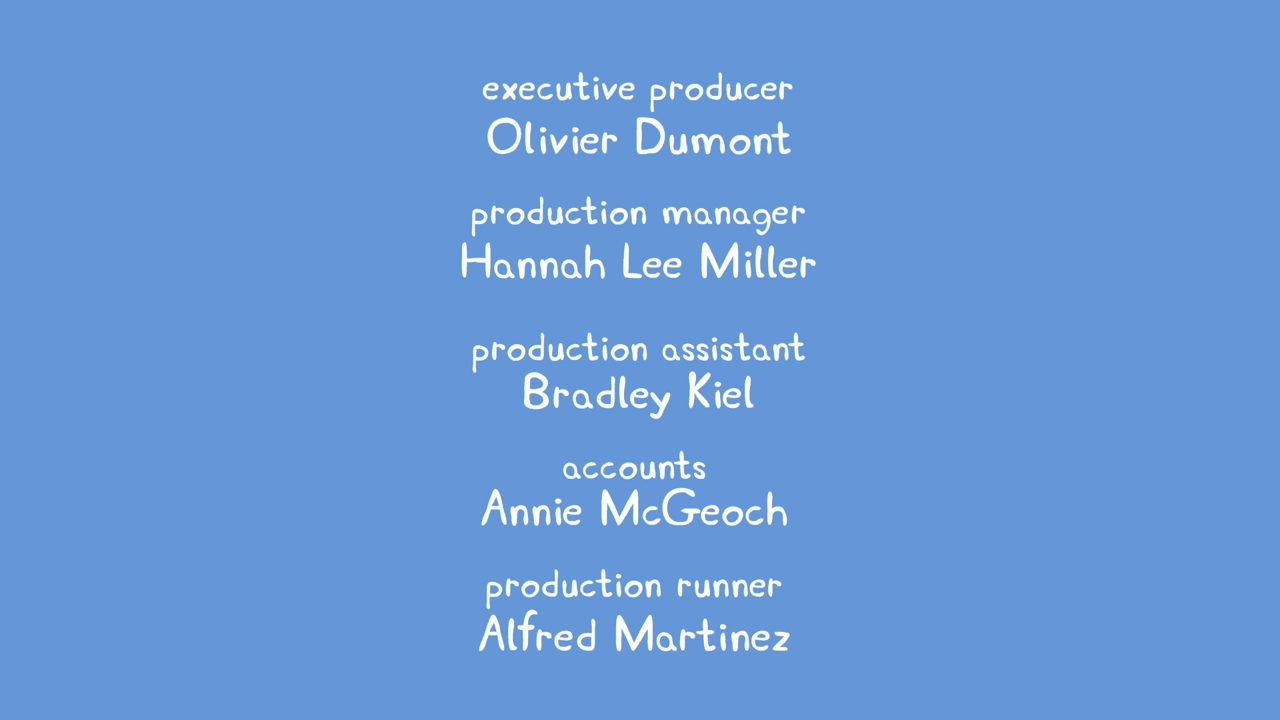 executive producer
Olivier Dumont
production manager
Hannah Lee Miller
production assistant
Bradley Kiel
accounts
Annie McGeoch
production runner
Alfred Martinez